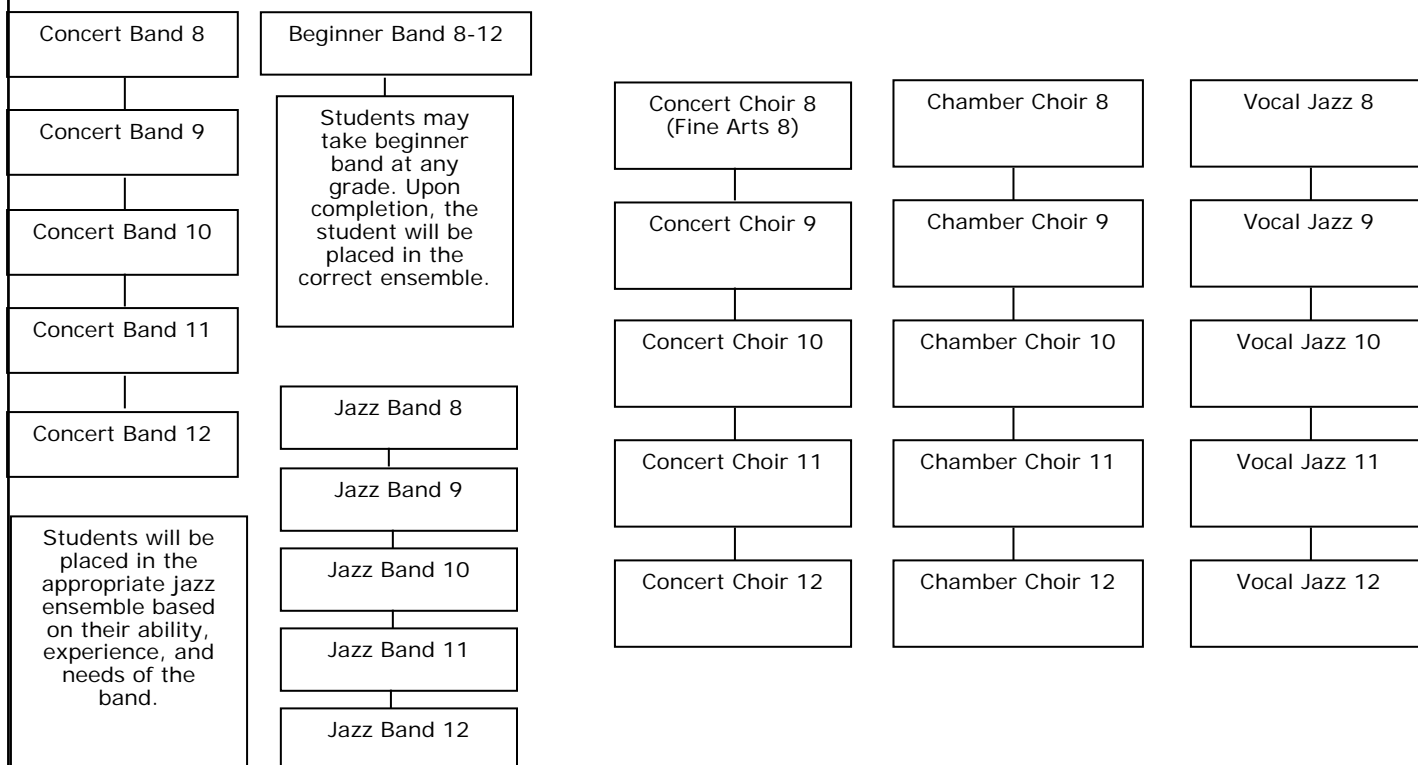 Concert Band 8
Concert Band 9
Concert Band 10
Concert Band 11
Concert Band 12
Students will be
placed in the
appropriate jazz
ensemble based
on their ability,
experience, and
needs of the
band.
Beginner Band 8-12
Students may
take beginner
band at any
grade. Upon
completion, the
student will be
placed in the
correct ensemble.
Jazz Band 8
Jazz Band 9
Jazz Band 10
Jazz Band 11
Jazz Band 12
Concert Choir 8
(Fine Arts 8)
Concert Choir 9
Concert Choir 10
Concert Choir 11
Concert Choir 12
Chamber Choir 8
Chamber Choir 9
Chamber Choir 10
Chamber Choir 11
Chamber Choir 12
Vocal Jazz 8
Vocal Jazz 9
Vocal Jazz 10
Vocal Jazz 11
Vocal Jazz 12